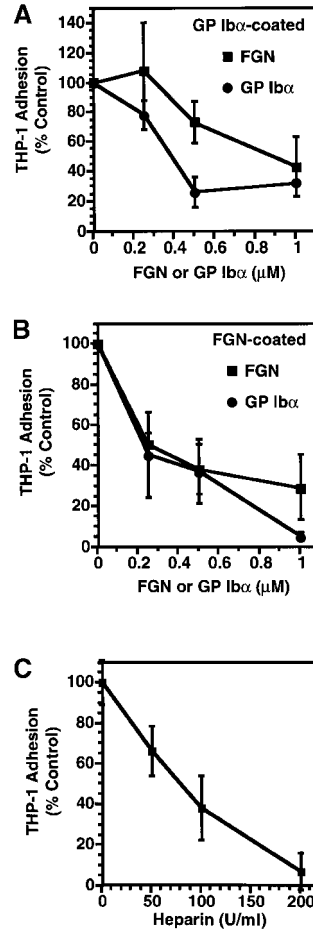 A
GP Ibα-coated
FGN
GP Ibα
THP-1 Adhesion
(% Control)
140
120
100
80
60
40
20
0
0 0.2 0.4 0.6 0.8 1
FGN or GP Ibα (μM)
B
FGN-coated
FGN
GP Ibα
THP-1 Adhesion
(% Control)
100
80
60
40
20
0
0 0.2 0.4 0.6 0.8 1
FGN or GP Ibα (μM)
C
THP-1 Adhesion
(% Control)
100
80
60
40
20
0
0 50 100 150 200
Heparin (U/ml)